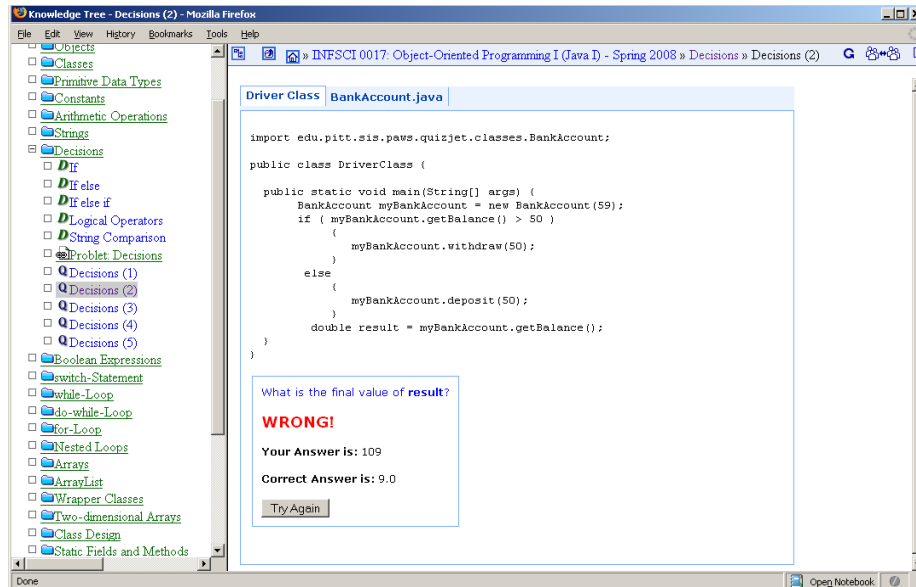 Knowledge Tree - Decisions (2) - Mozilla Firefox
File Edit View History Bookmarks Tools Help
Objects
Classes
Primitive Data Types
Constants
Arithmetic Operations
Strings
Decisions
D If
D If else
D If else if
D Logical Operators
D String Comparison
Problet: Decisions
Q Decisions (1)
Q Decisions (2)
Q Decisions (3)
Q Decisions (4)
Q Decisions (5)
Boolean Expressions
switch-Statement
while-Loop
do-while-Loop
for-Loop
Nested Loops
Arrays
ArrayList
Wrapper Classes
Two-dimensional Arrays
Class Design
Static Fields and Methods
» INFSCI 0017: Object-Oriented Programming I (Java I) - Spring 2008 » Decisions » Decisions (2) G
Driver Class BankAccount.java
import edu.pitt.sis.paws.quizjet.classes.BankAccount;
public class DriverClass {
public static void main(String[] args) {
BankAccount myBankAccount = new BankAccount(59);
if ( myBankAccount.getBalance() > 50 )
{
myBankAccount.withdraw(50);
}
else
{
myBankAccount.deposit(50);
}
double result = myBankAccount.getBalance();
}
}
What is the final value of result?
WRONG!
Your Answer is: 109
Correct Answer is: 9.0
Try Again
Done
Open Notebook